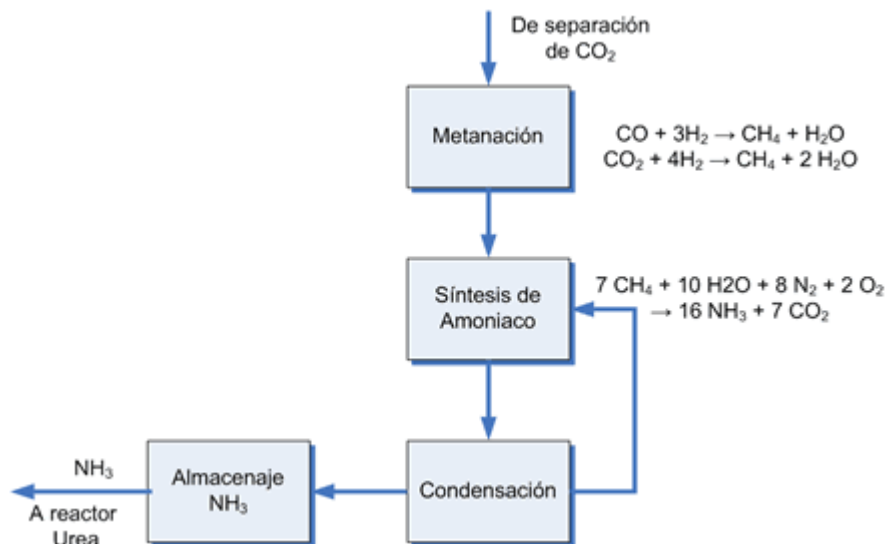 De separación
de CO₂
Metanación
CO + 3H₂ → CH₄ + H₂O
CO₂ + 4H₂ → CH₄ + 2 H₂O
Síntesis de
Amoniaco
7 CH₄ + 10 H2O + 8 N₂ + 2 O₂
→ 16 NH₃ + 7 CO₂
Condensación
Almacenaje
NH₃
NH₃
A reactor
Urea